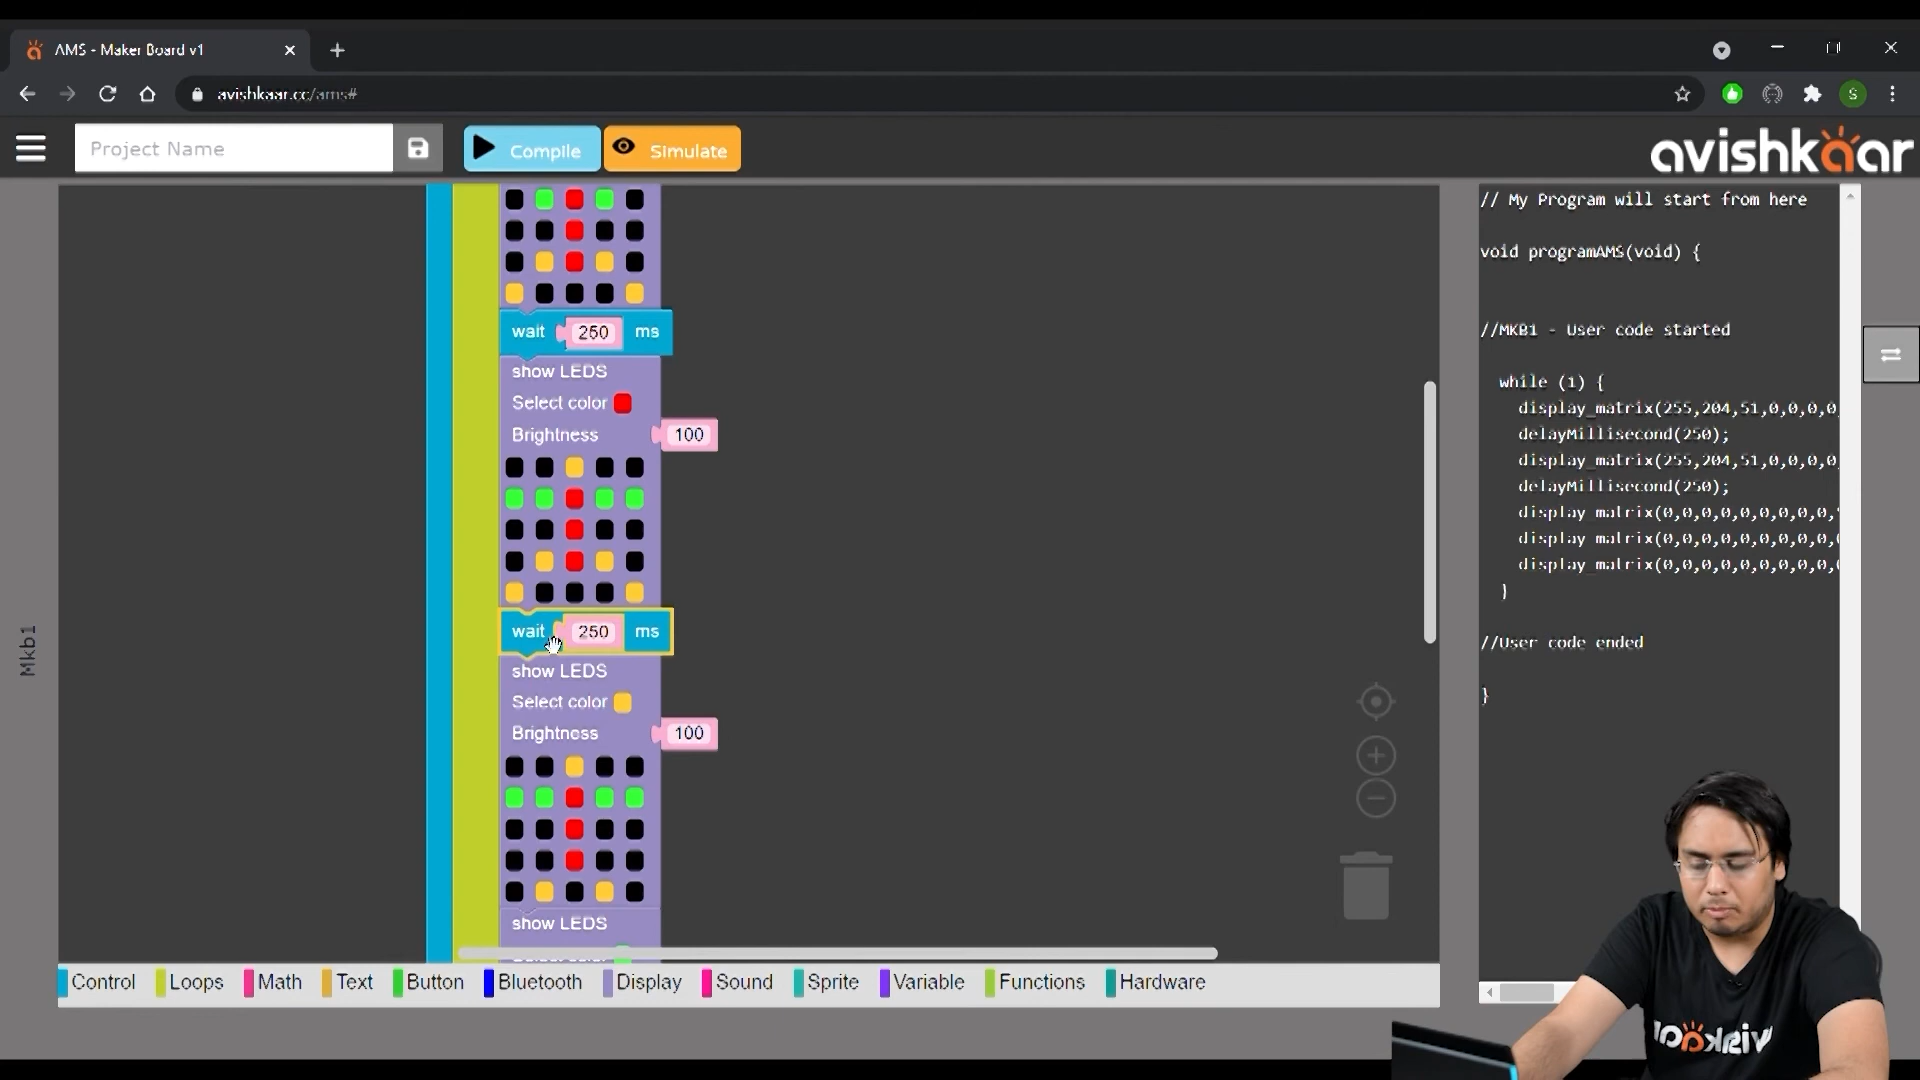 AMS - Maker Board v1
avishkaar.cc/ams#
S
Project Name
Compile
Simulate
avishkaar
wait 250 ms
show LEDS
Select color
Brightness 100
wait 250 ms
show LEDS
Select color
Brightness 100
show LEDS
Mkb1
// My Program will start from here
void programAMS(void) {
//MKB1 - User code started
while (1) {
display_matrix(255,204,51,0,0,0,0,
delayMillisecond(250);
display_matrix(255,204,51,0,0,0,0,
delayMillisecond(250);
display_matrix(0,0,0,0,0,0,0,0,0,
display_matrix(0,0,0,0,0,0,0,0,0,
display_matrix(0,0,0,0,0,0,0,0,0,
}
//User code ended
}
Control Loops Math Text Button Bluetooth Display Sound Sprite Variable Functions Hardware